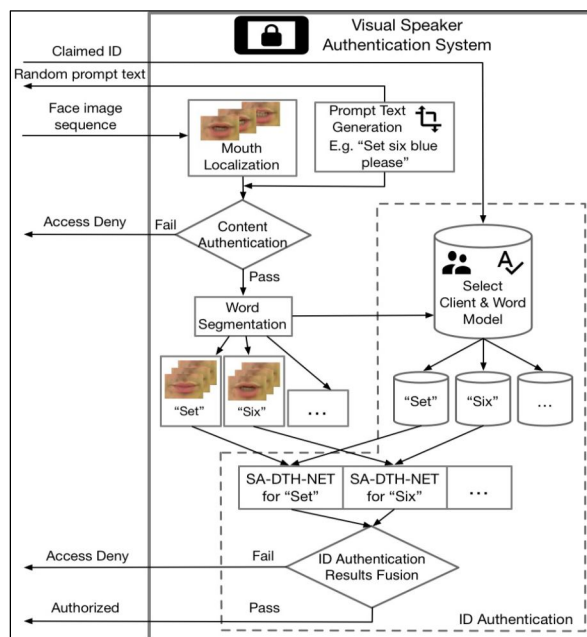 Visual Speaker
Authentication System
Claimed ID
Random prompt text
Face image
sequence
Mouth
Localization
Prompt Text
Generation
E.g. “Set six blue
please”
Access Deny
Fail
Content
Authentication
Pass
A
Select
Client & Word
Model
Word
Segmentation
“Set”
“Six”
...
“Set”
“Six”
...
SA-DTH-NET
for “Set”
SA-DTH-NET
for “Six”
...
Access Deny
Fail
ID Authentication
Results Fusion
Authorized
Pass
ID Authentication